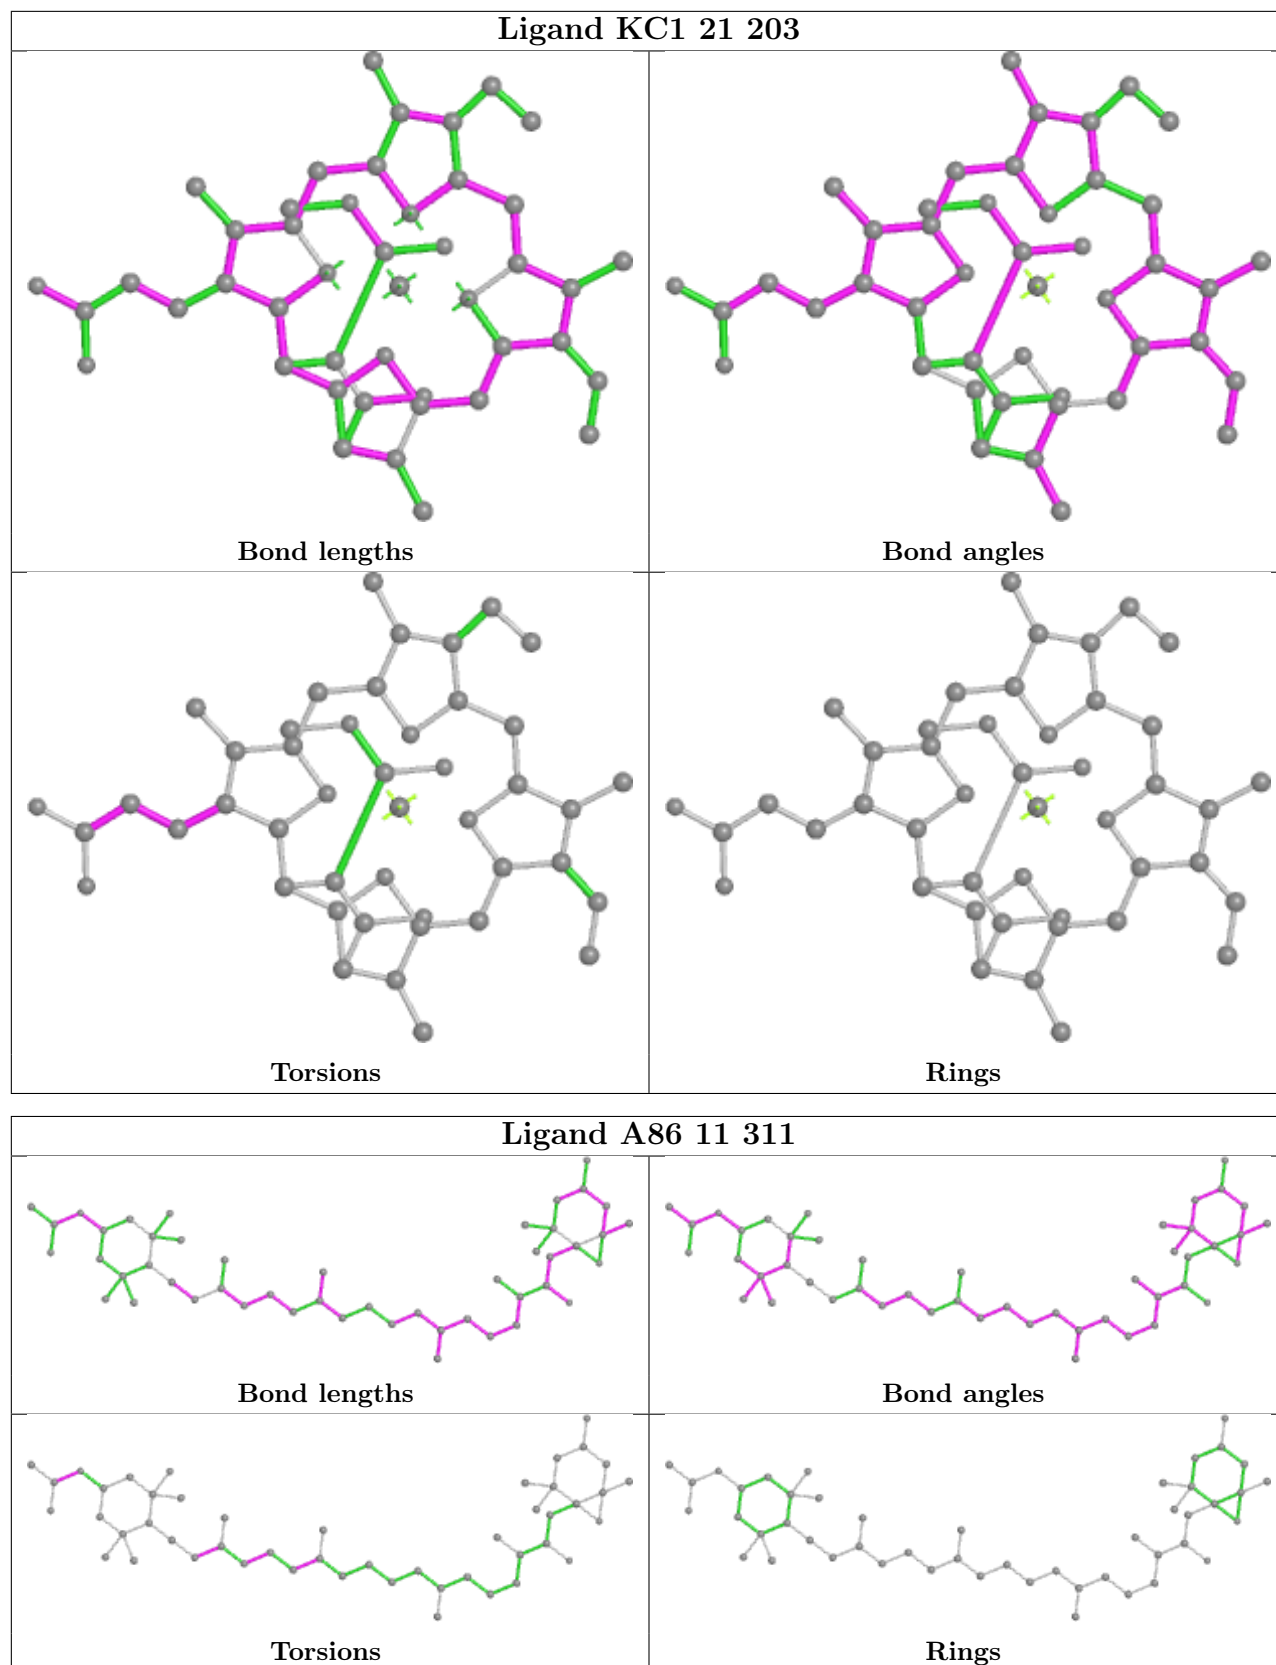 Ligand KC1 21 203
Bond lengths
Bond angles
Torsions
Rings
Ligand A86 11 311
Bond lengths
Bond angles
Torsions
Rings